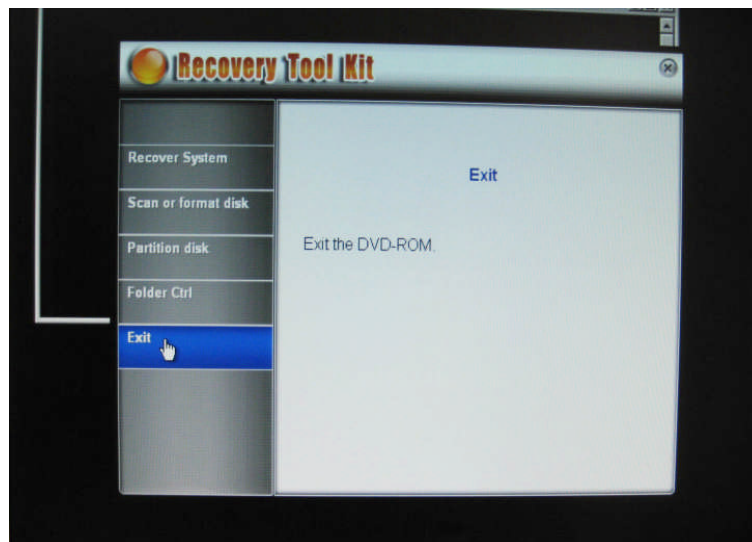 Recovery Tool Kit
Recover System
Scan or format disk
Partition disk
Folder Ctrl
Exit
Exit
Exit the DVD-ROM.